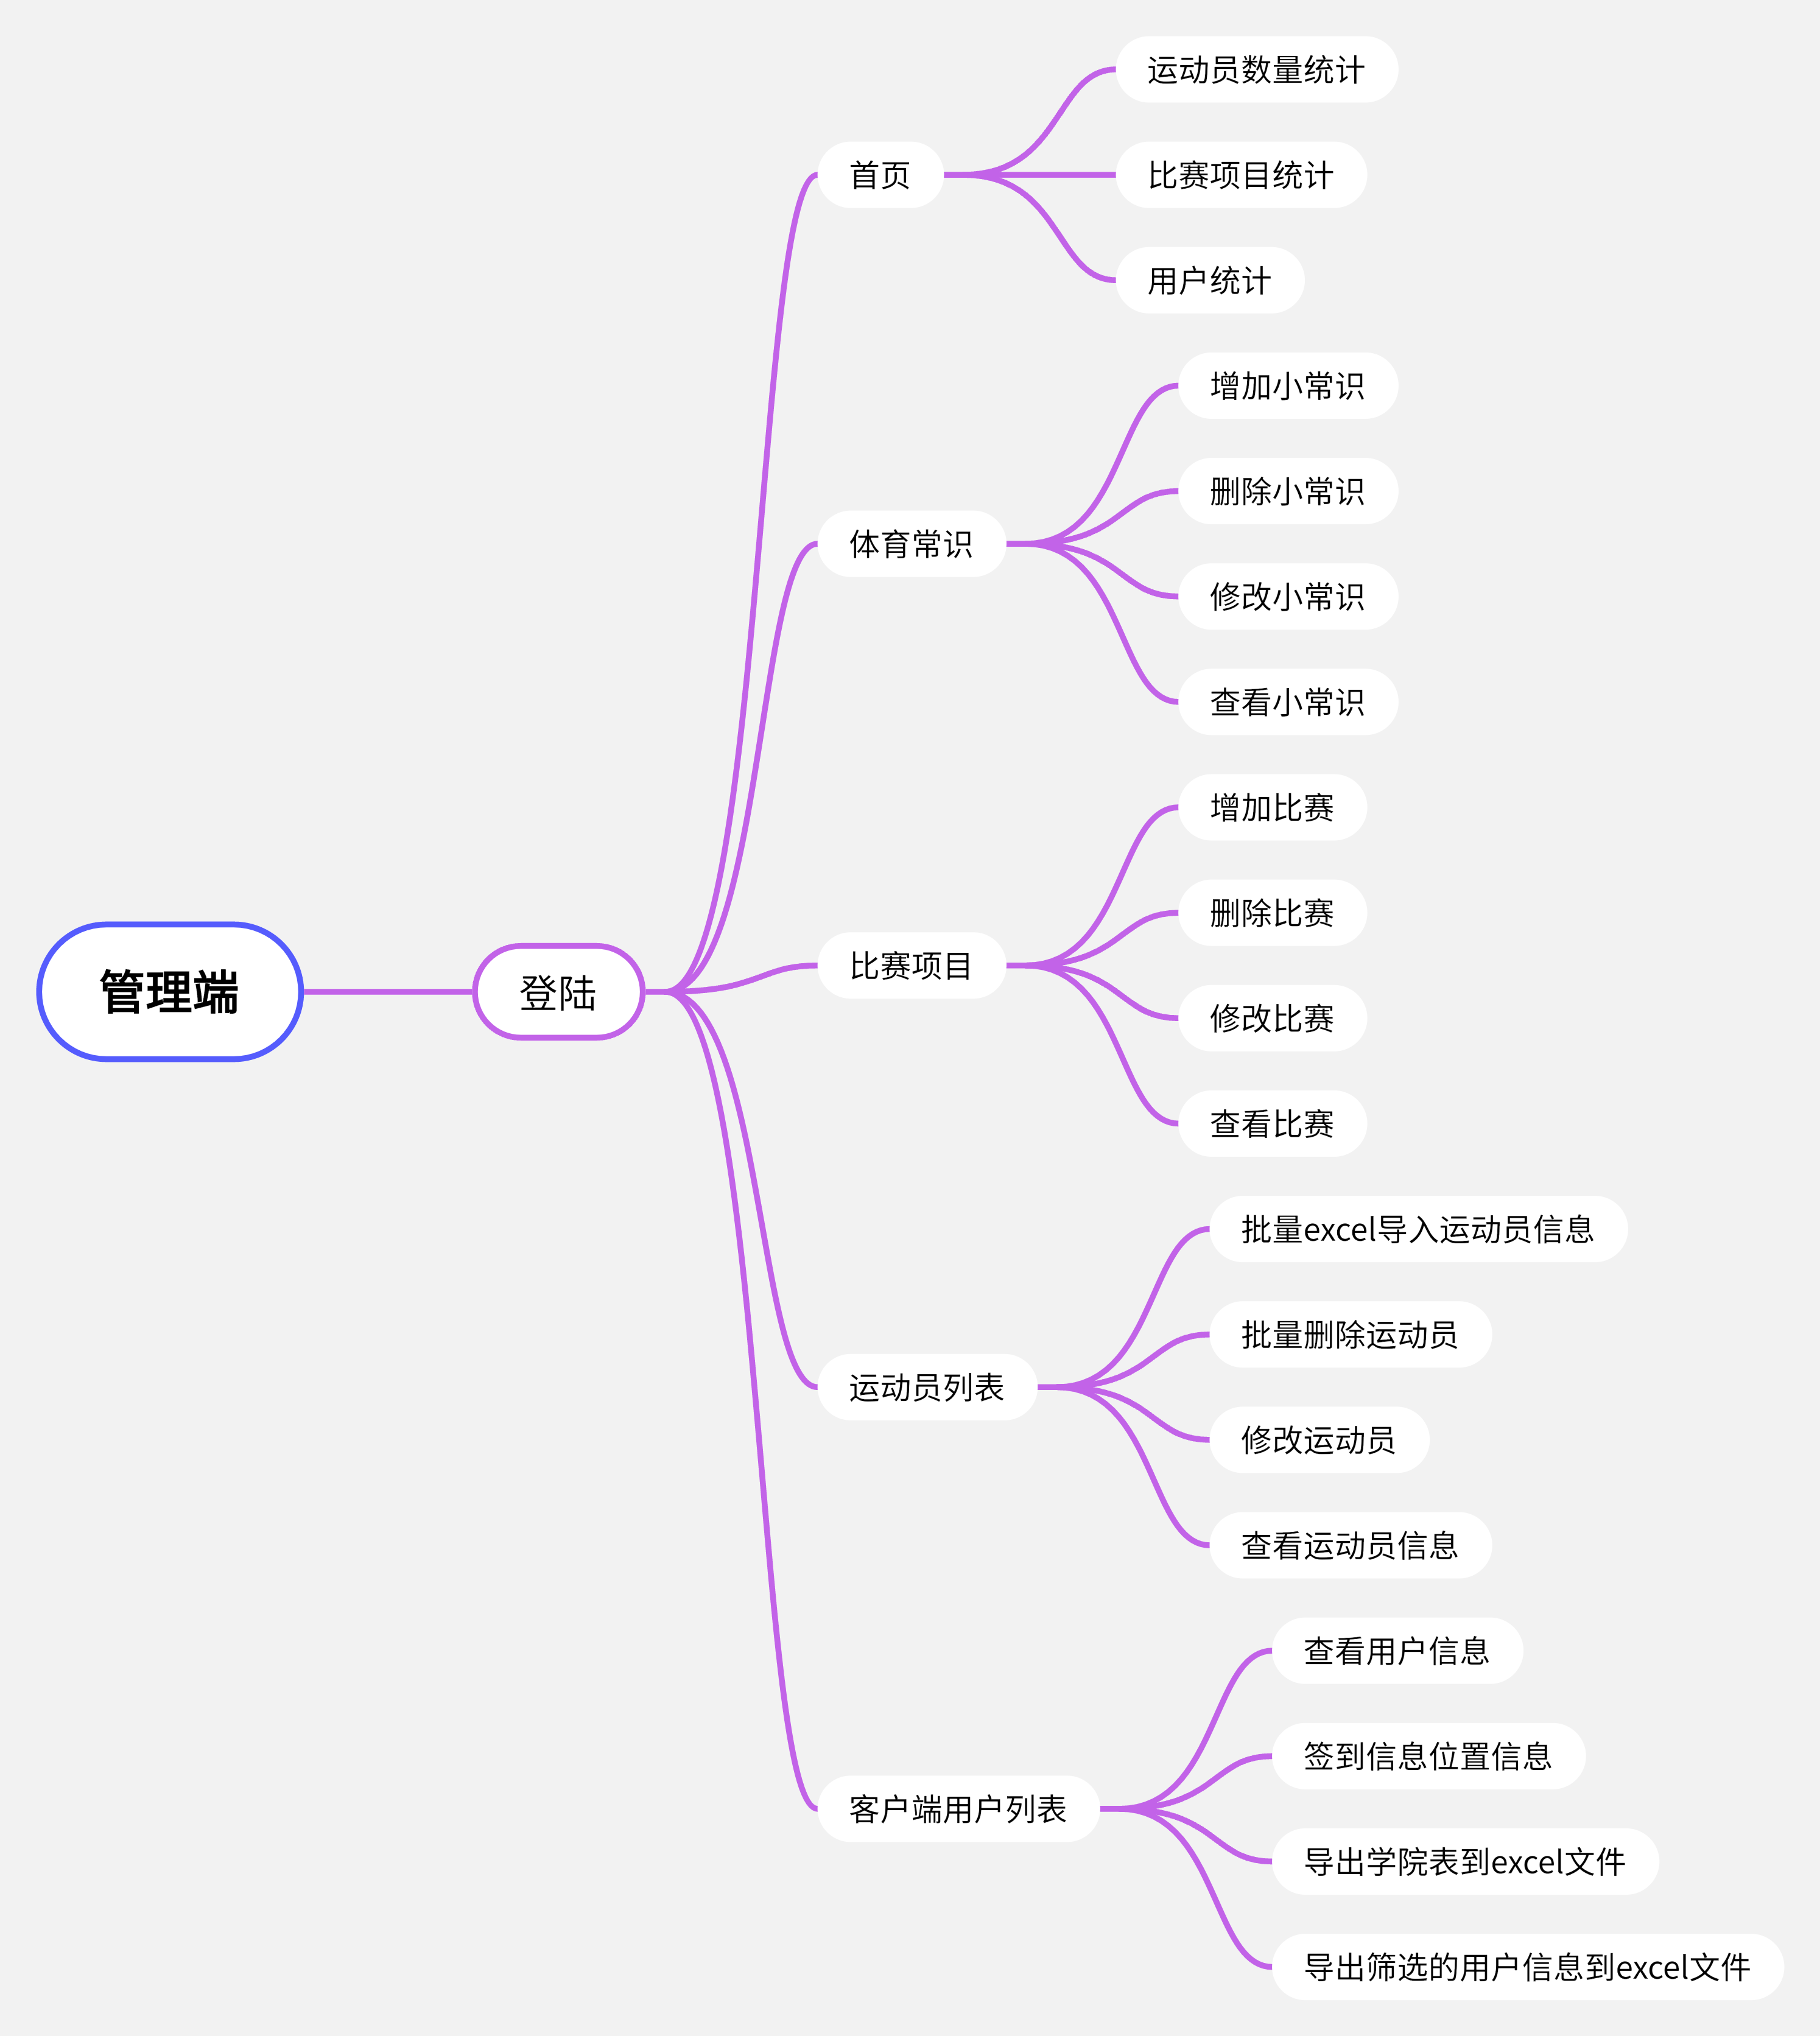 管理端
登陆
首页
运动员数量统计
比赛项目统计
用户统计
体育常识
增加小常识
删除小常识
修改小常识
查看小常识
比赛项目
增加比赛
删除比赛
修改比赛
查看比赛
运动员列表
批量excel导入运动员信息
批量删除运动员
修改运动员
查看运动员信息
客户端用户列表
查看用户信息
签到信息位置信息
导出学院表到excel文件
导出筛选的用户信息到excel文件